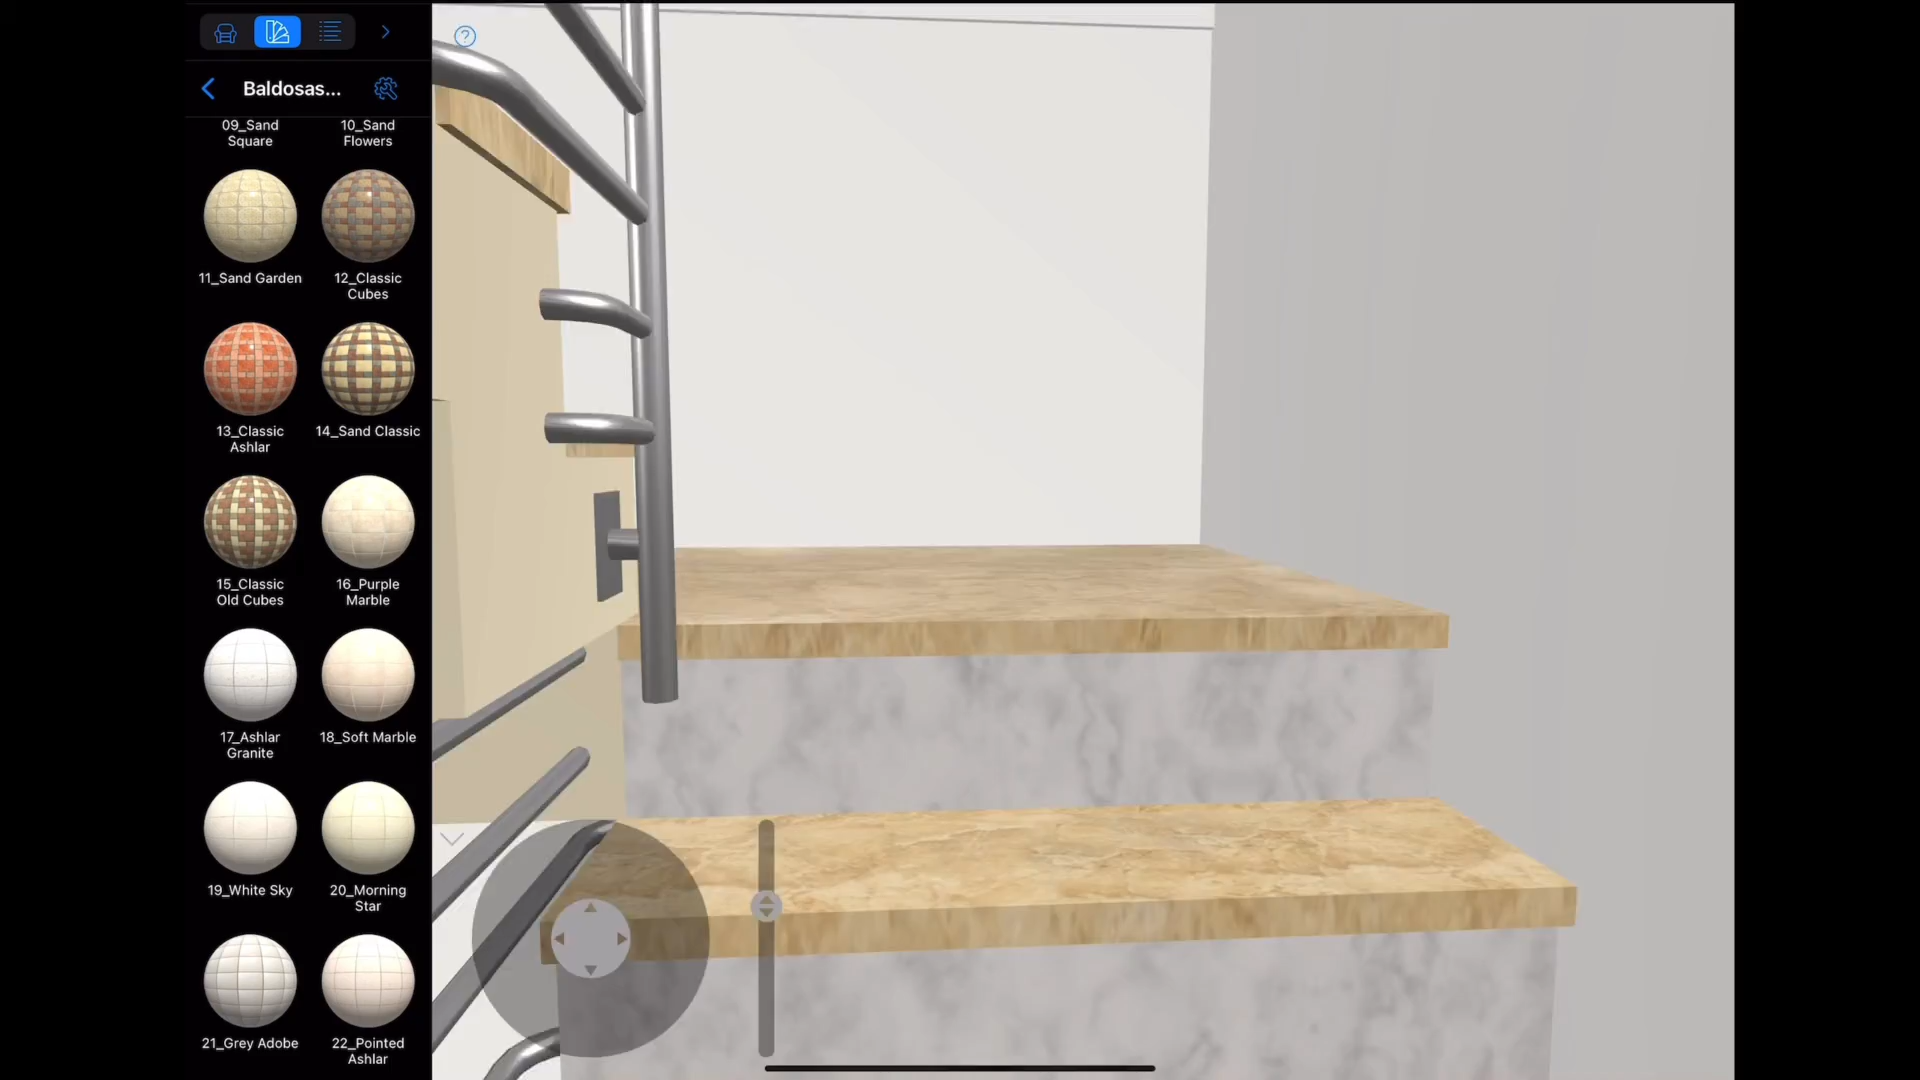 ?
Baldosas...
09_Sand
Square
10_Sand
Flowers
11_Sand Garden
12_Classic
Cubes
13_Classic
Ashlar
14_Sand Classic
15_Classic
Old Cubes
16_Purple
Marble
17_Ashlar
Granite
18_Soft Marble
19_White Sky
20_Morning
Star
21_Grey Adobe
22_Pointed
Ashlar